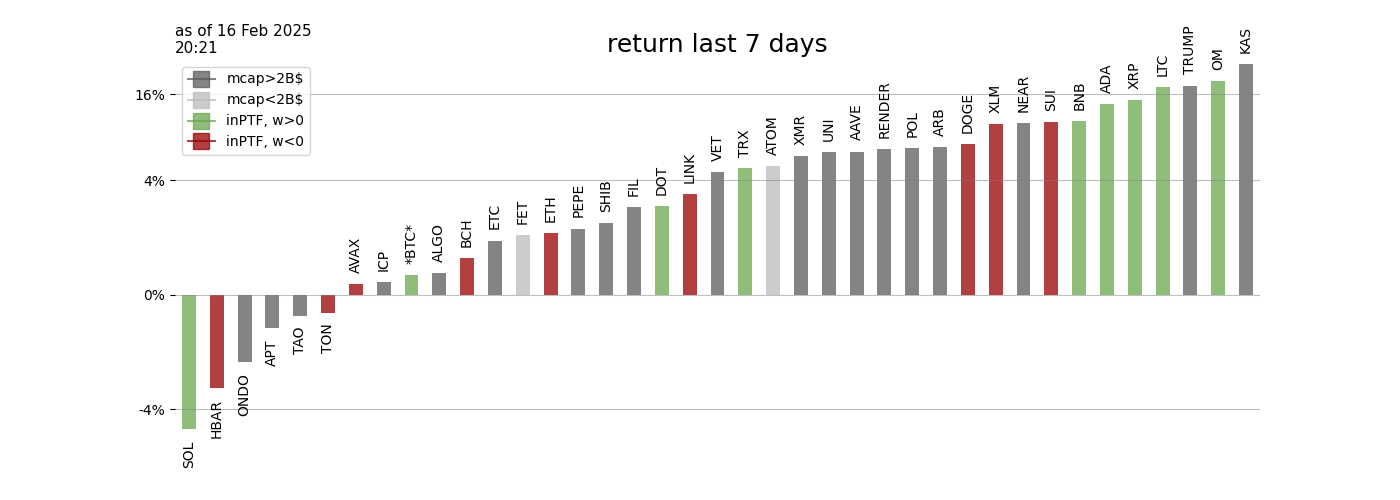 as of 16 Feb 2025
20:21
return last 7 days
mcap>2B$
mcap<2B$
inPTF, w>0
inPTF, w<0
16%
4%
0%
-4%
SOL
HBAR
ONDO
APT
TAO
TON
AVAX
ICP
*BTC*
ALGO
BCH
ETC
FET
ETH
PEPE
SHIB
FIL
DOT
LINK
VET
TRX
ATOM
XMR
UNI
AAVE
RENDER
POL
ARB
DOGE
XLM
NEAR
SUI
BNB
ADA
XRP
LTC
TRUMP
OM
KAS